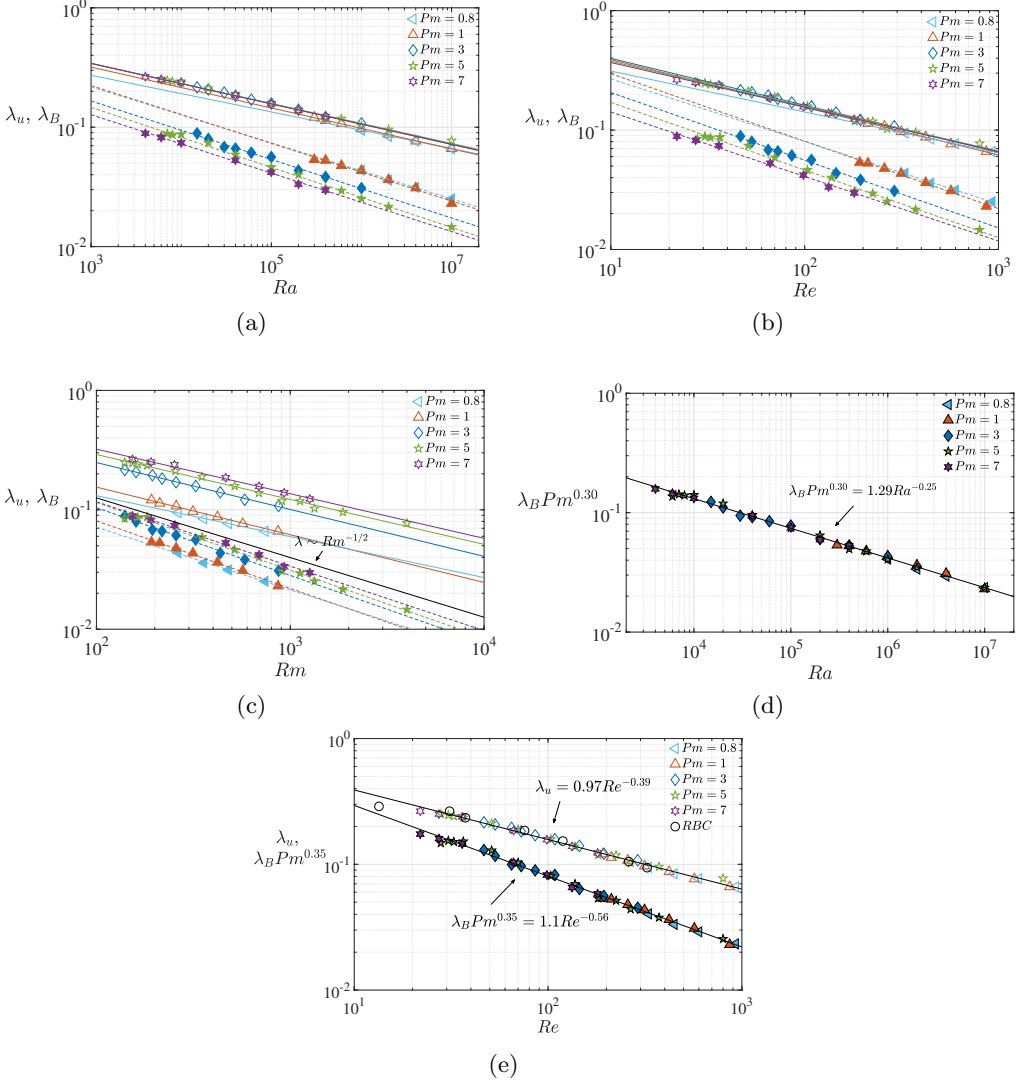 10^0
10^{-1}
10^{-2}
λ_u, λ_B
10^3
10^5
10^7
Ra
Pm = 0.8
Pm = 1
Pm = 3
Pm = 5
Pm = 7
(a)
10^0
10^{-1}
10^{-2}
λ_u, λ_B
10^1
10^2
10^3
Re
Pm = 0.8
Pm = 1
Pm = 3
Pm = 5
Pm = 7
(b)
10^0
10^{-1}
10^{-2}
λ_u, λ_B
10^2
10^3
10^4
Rm
Pm = 0.8
Pm = 1
Pm = 3
Pm = 5
Pm = 7
λ ∼ Rm^{-1/2}
(c)
10^0
10^{-1}
10^{-2}
λ_B Pm^{0.30}
10^4
10^5
10^6
10^7
Ra
Pm = 0.8
Pm = 1
Pm = 3
Pm = 5
Pm = 7
λ_B Pm^{0.30} = 1.29Ra^{-0.25}
(d)
10^0
10^{-1}
10^{-2}
λ_u,
λ_B Pm^{0.35}
10^1
10^2
10^3
Re
Pm = 0.8
Pm = 1
Pm = 3
Pm = 5
Pm = 7
RBC
λ_u = 0.97Re^{-0.39}
λ_B Pm^{0.35} = 1.1Re^{-0.56}
(e)